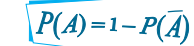 P(A) = 1 - P(A̅)